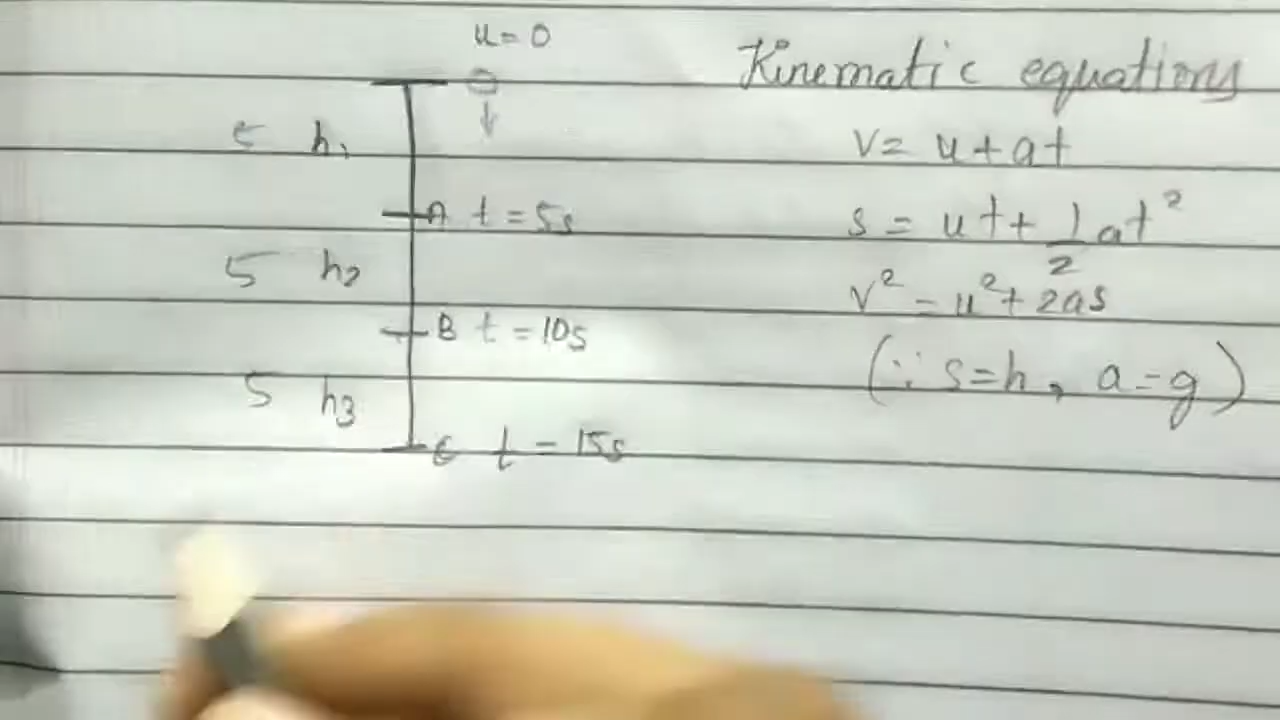 u = 0
5 h₁
A t = 5s
5 h₂
B t = 10s
5 h₃
C t = 15s
Kinematic equations
v = u + at
s = ut + 1/2 at²
v² = u² + 2as
(∵ s = h, a = g)